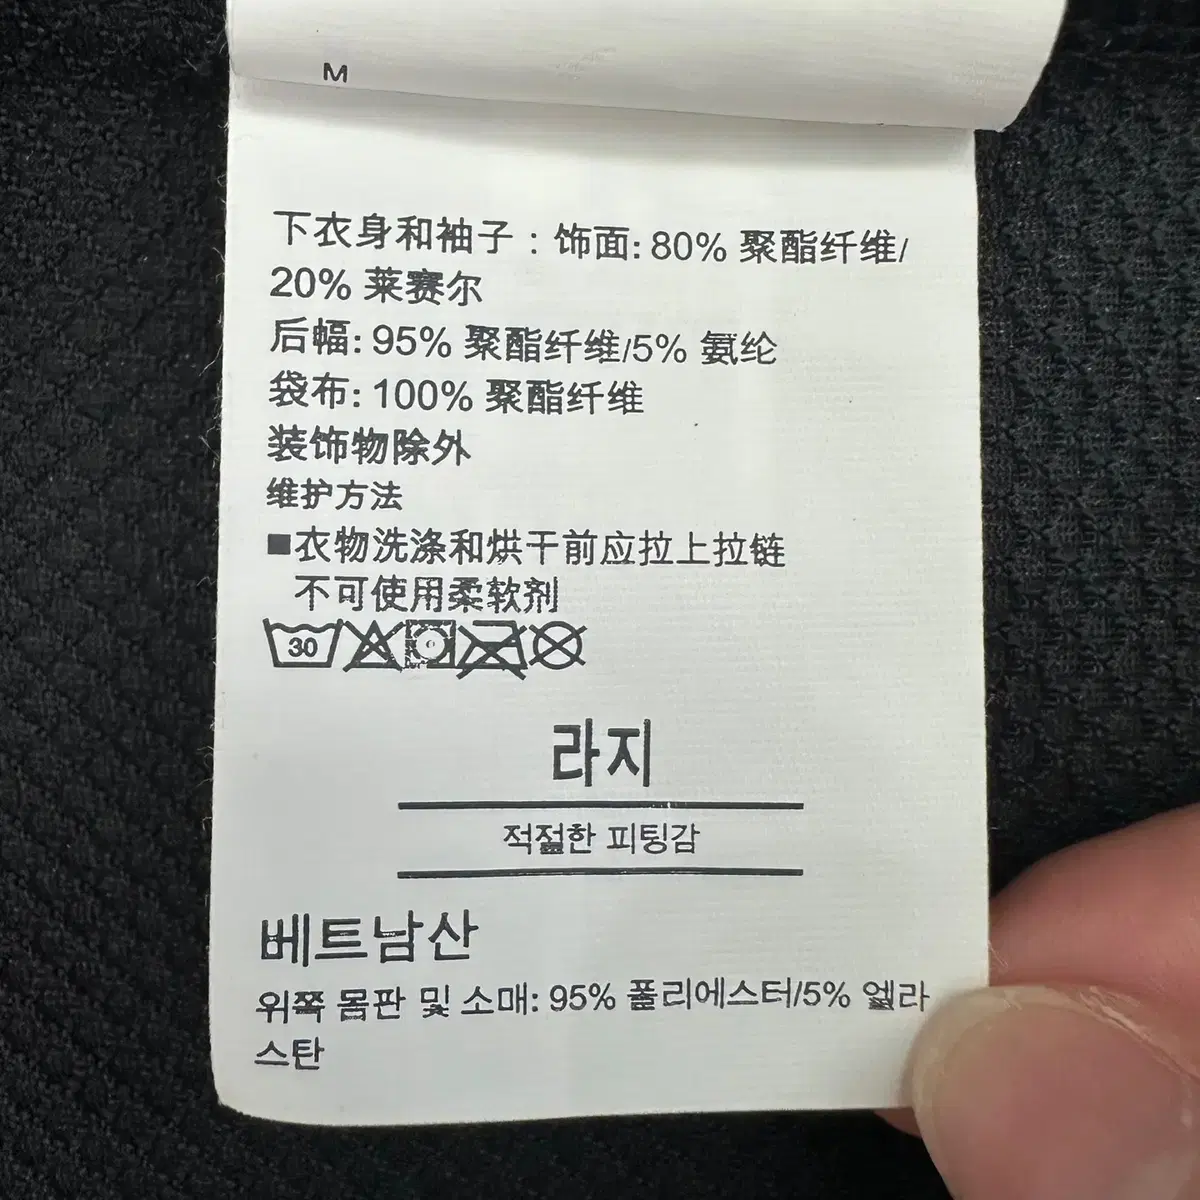 M
下衣身和袖子：饰面: 80% 聚酯纤维/
20% 莱赛尔
后幅: 95% 聚酯纤维/5% 氨纶
袋布: 100% 聚酯纤维
装饰物除外
维护方法
■衣物洗涤和烘干前应拉上拉链
不可使用柔软剂
30
라지
적절한 피팅감
베트남산
위쪽 몸판 및 소매: 95% 폴리에스터/5% 엘라
스탄